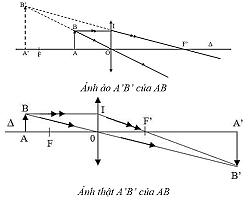 B'
B I
F' Δ
A' F A O
Ảnh ảo A'B' của AB
B I
Δ F' A'
A F 0
B'
Ảnh thật A'B' của AB